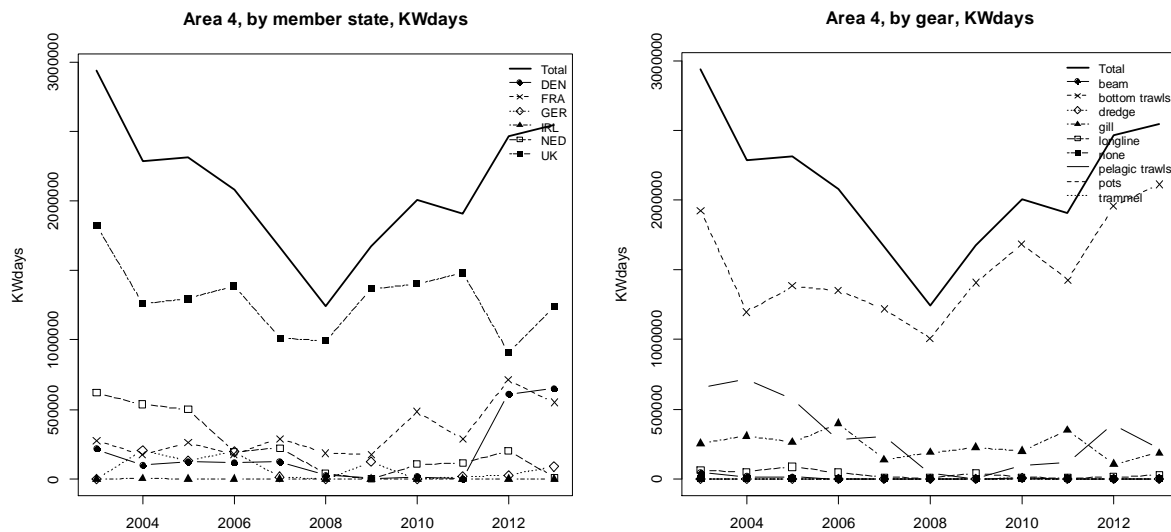 Area 4, by member state, KWdays
KWdays
3000000
2000000
1000000
500000
0
2004 2006 2008 2010 2012
Total
DEN
FRA
GER
IRL
NED
UK
Area 4, by gear, KWdays
KWdays
3000000
2000000
1000000
500000
0
2004 2006 2008 2010 2012
Total
beam
bottom trawls
dredge
gill
longline
none
pelagic trawls
pots
trammel